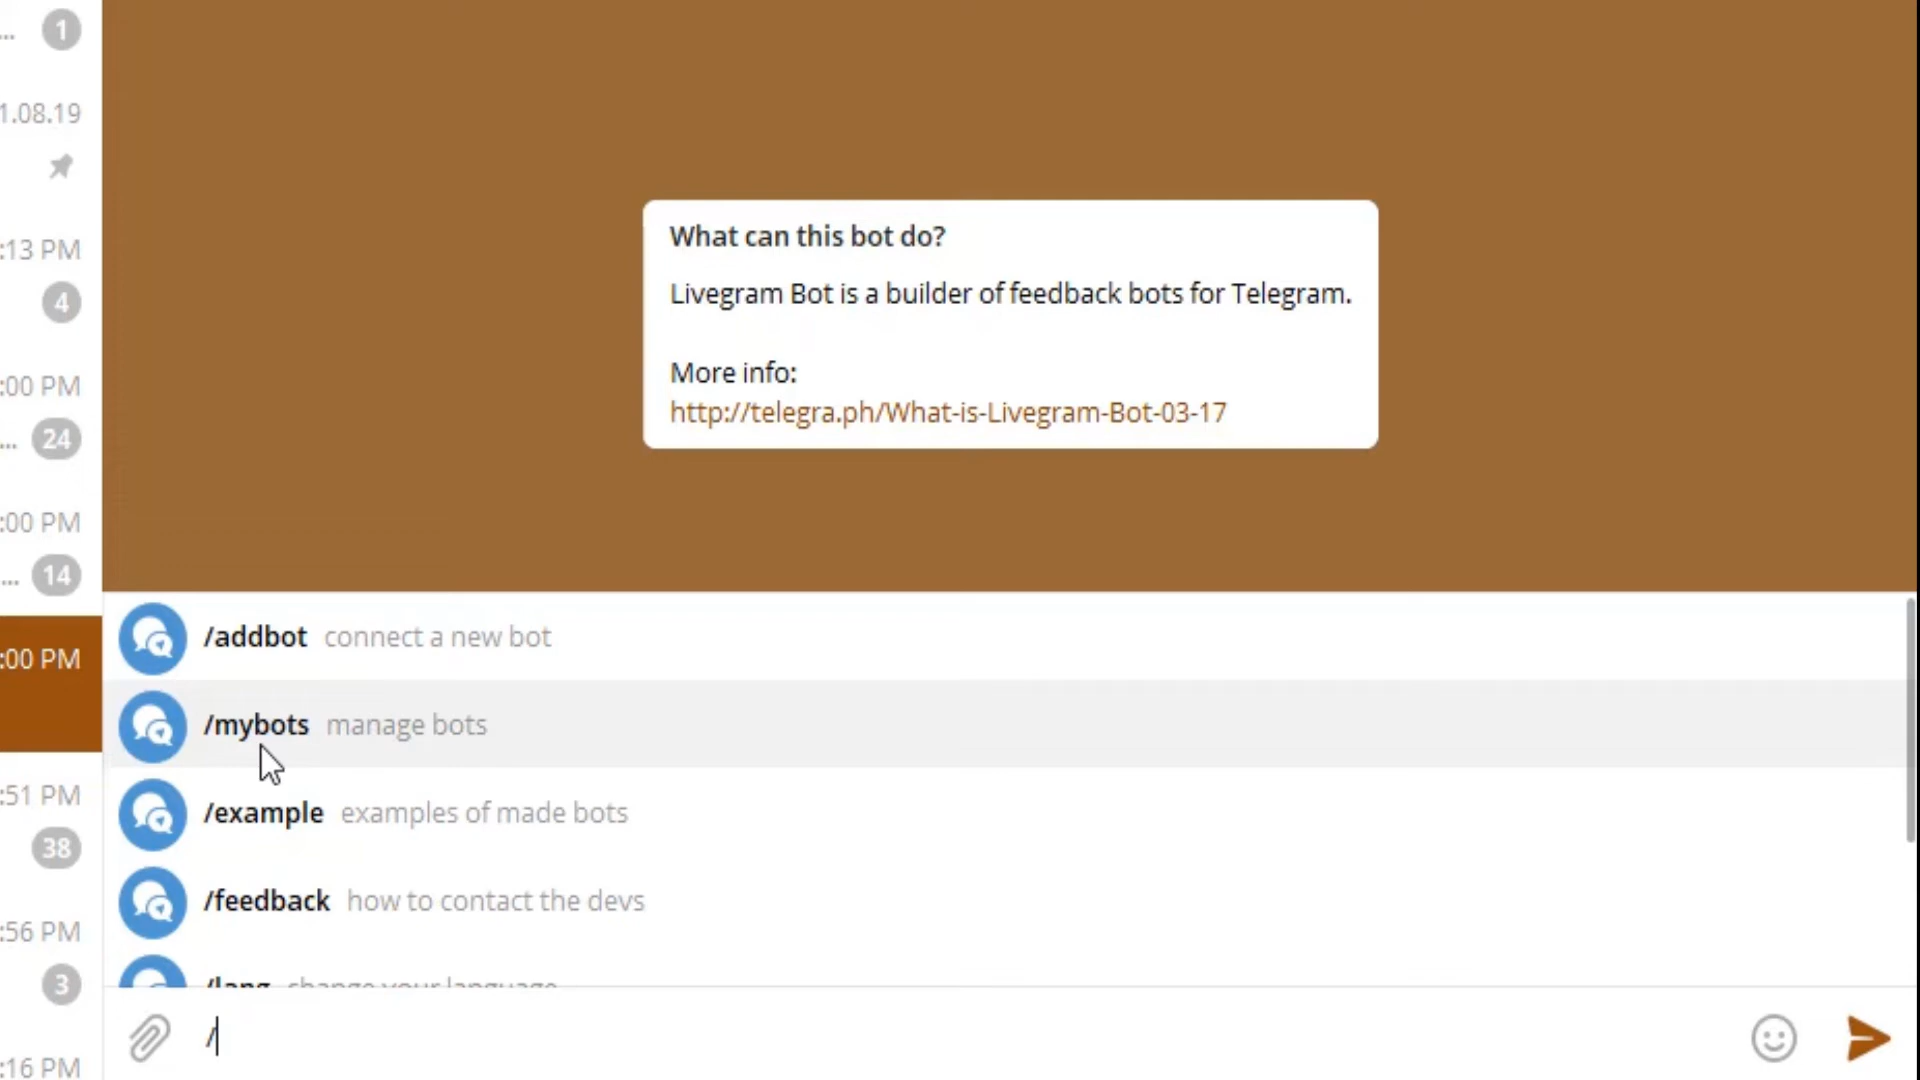 ...
1
1.08.19
:13 PM
4
:00 PM
...
24
:00 PM
...
14
:00 PM
:51 PM
38
:56 PM
3
:16 PM
What can this bot do?
Livegram Bot is a builder of feedback bots for Telegram.
More info:
http://telegra.ph/What-is-Livegram-Bot-03-17
/addbot connect a new bot
/mybots manage bots
/example examples of made bots
/feedback how to contact the devs
/lang change your language
/